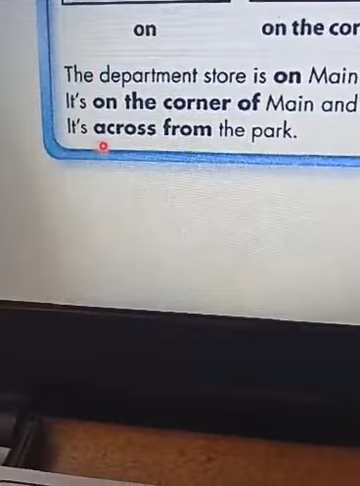 on on the cor
The department store is on Main
It's on the corner of Main and
It's across from the park.